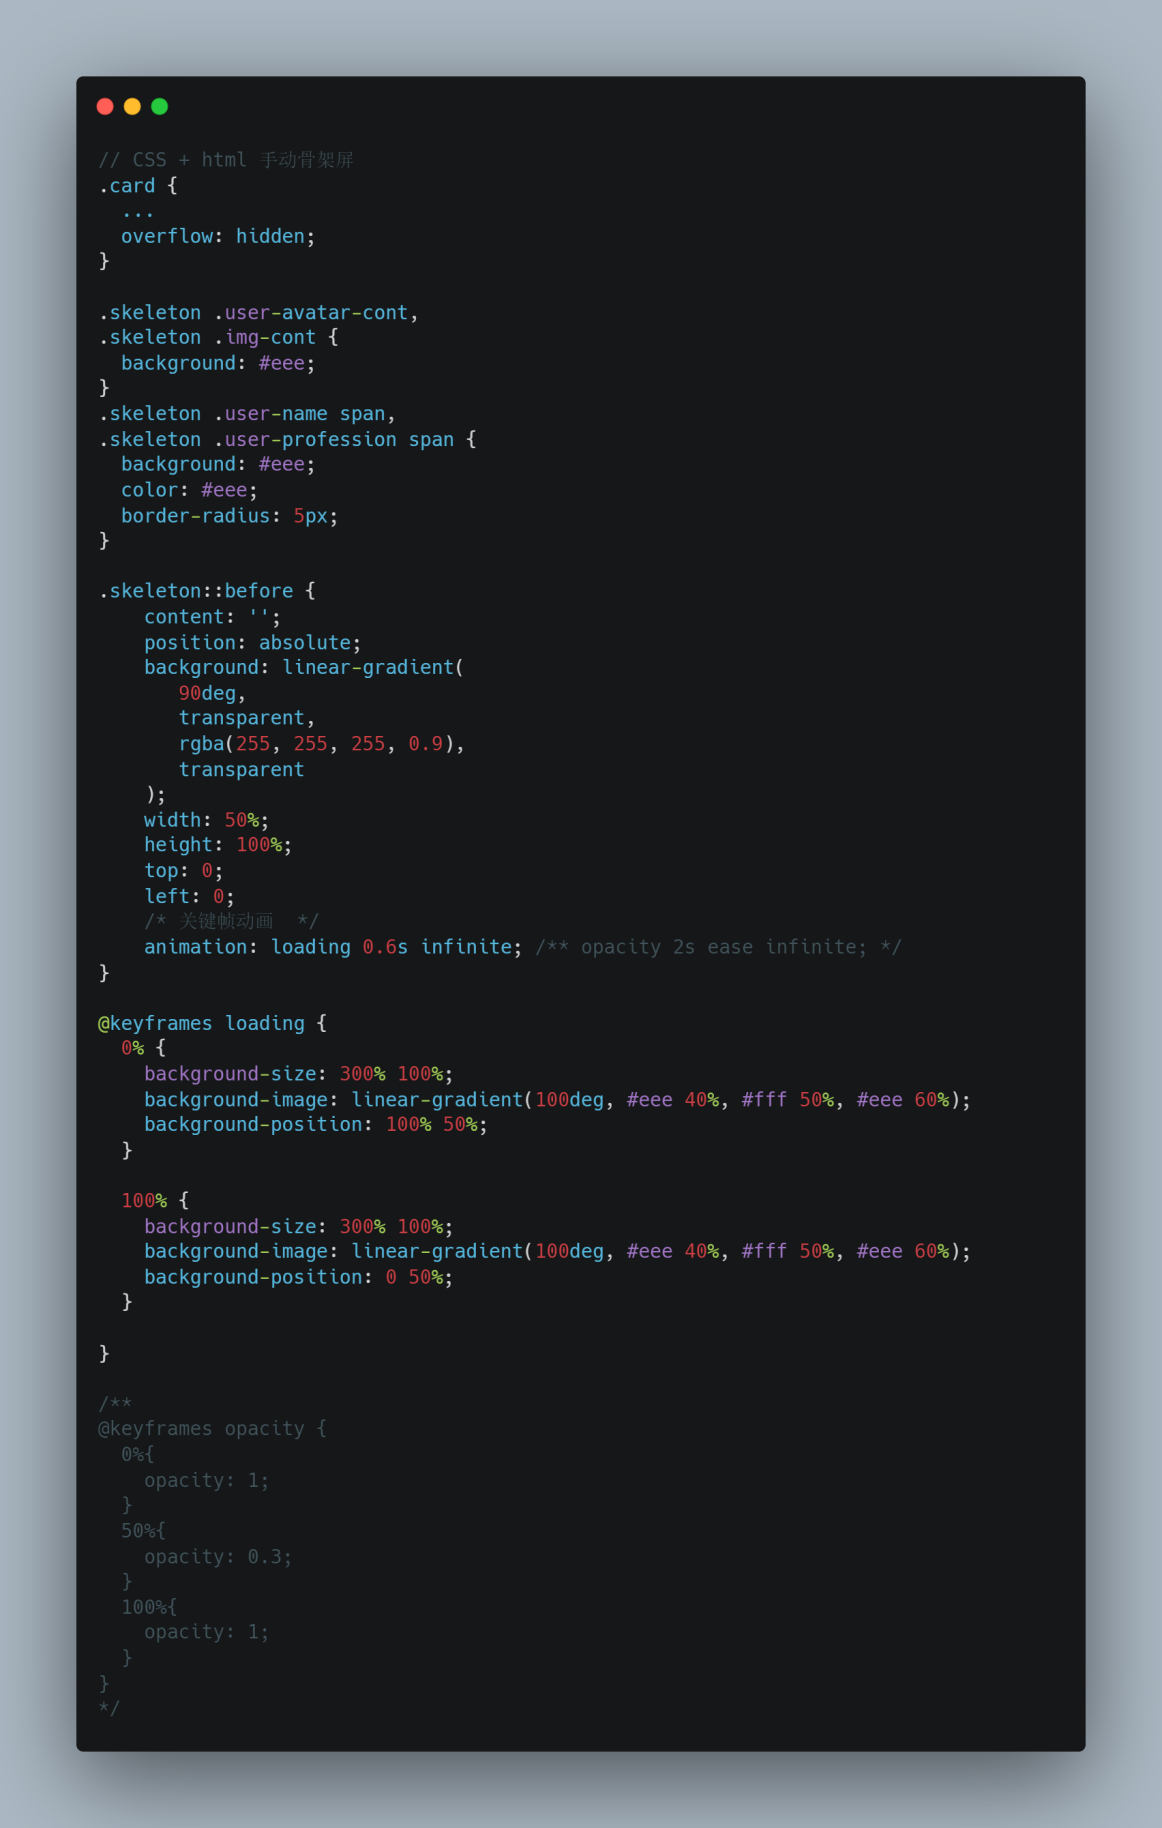 // CSS + html 手动骨架屏
.card {
  ...
  overflow: hidden;
}

.skeleton .user-avatar-cont,
.skeleton .img-cont {
  background: #eee;
}
.skeleton .user-name span,
.skeleton .user-profession span {
  background: #eee;
  color: #eee;
  border-radius: 5px;
}

.skeleton::before {
    content: '';
    position: absolute;
    background: linear-gradient(
       90deg,
       transparent,
       rgba(255, 255, 255, 0.9),
       transparent
    );
    width: 50%;
    height: 100%;
    top: 0;
    left: 0;
    /* 关键帧动画  */
    animation: loading 0.6s infinite; /** opacity 2s ease infinite; */
}

@keyframes loading {
  0% {
    background-size: 300% 100%;
    background-image: linear-gradient(100deg, #eee 40%, #fff 50%, #eee 60%);
    background-position: 100% 50%;
  }

  100% {
    background-size: 300% 100%;
    background-image: linear-gradient(100deg, #eee 40%, #fff 50%, #eee 60%);
    background-position: 0 50%;
  }

}

/**
@keyframes opacity {
  0%{
    opacity: 1;
  }
  50%{
    opacity: 0.3;
  }
  100%{
    opacity: 1;
  }
}
*/